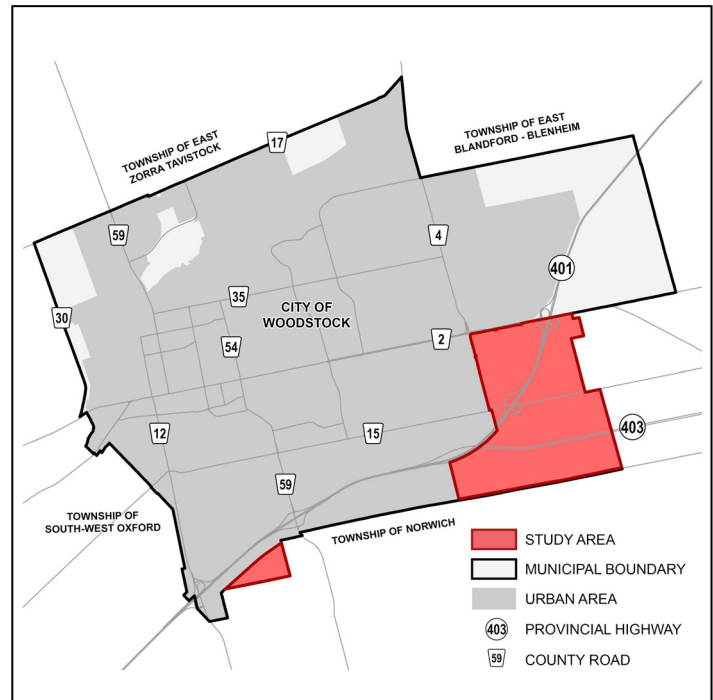 TOWNSHIP OF EAST
ZORRA TAVISTOCK
17
TOWNSHIP OF EAST
BLANDFORD - BLENHEIM
59
4
401
35
30
CITY OF
WOODSTOCK
54
2
12
15
403
59
TOWNSHIP OF
SOUTH-WEST OXFORD
TOWNSHIP OF NORWICH
STUDY AREA
MUNICIPAL BOUNDARY
URBAN AREA
403 PROVINCIAL HIGHWAY
59 COUNTY ROAD